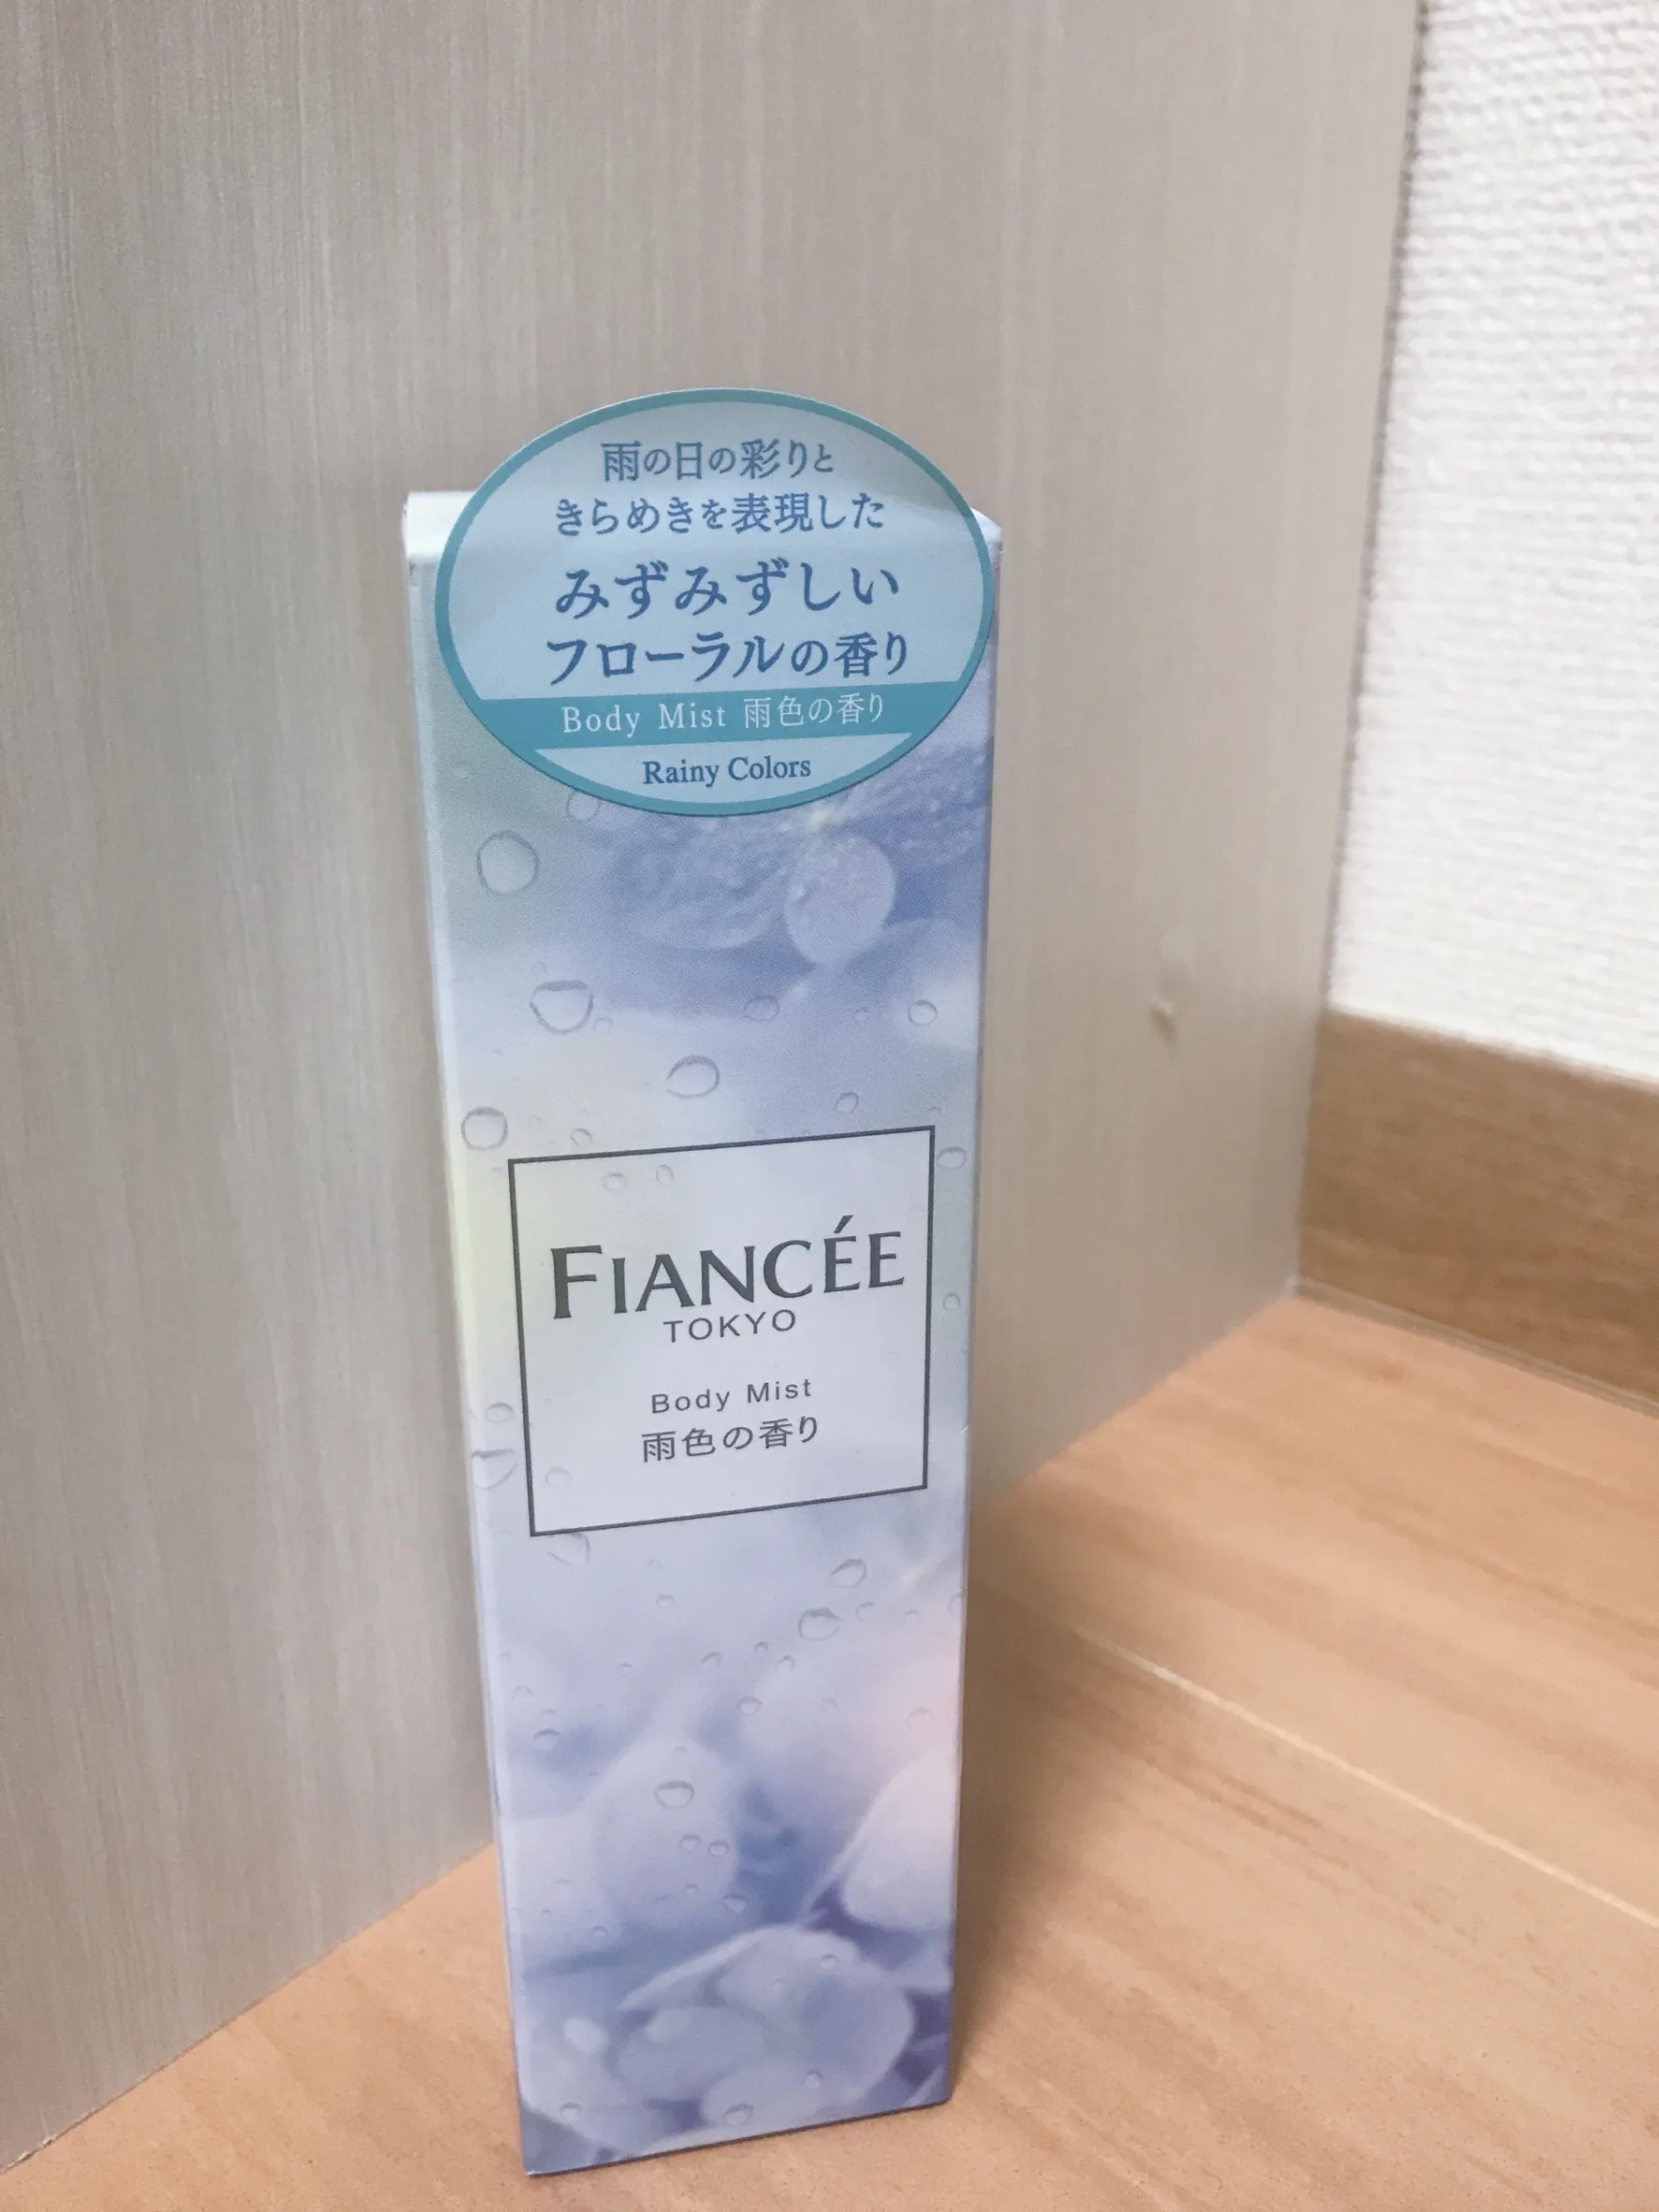 雨の日の彩りと
きらめきを表現した
みずみずしい
フローラルの香り
Body Mist 雨色の香り
Rainy Colors
FIANCÉE
TOKYO
Body Mist
雨色の香り